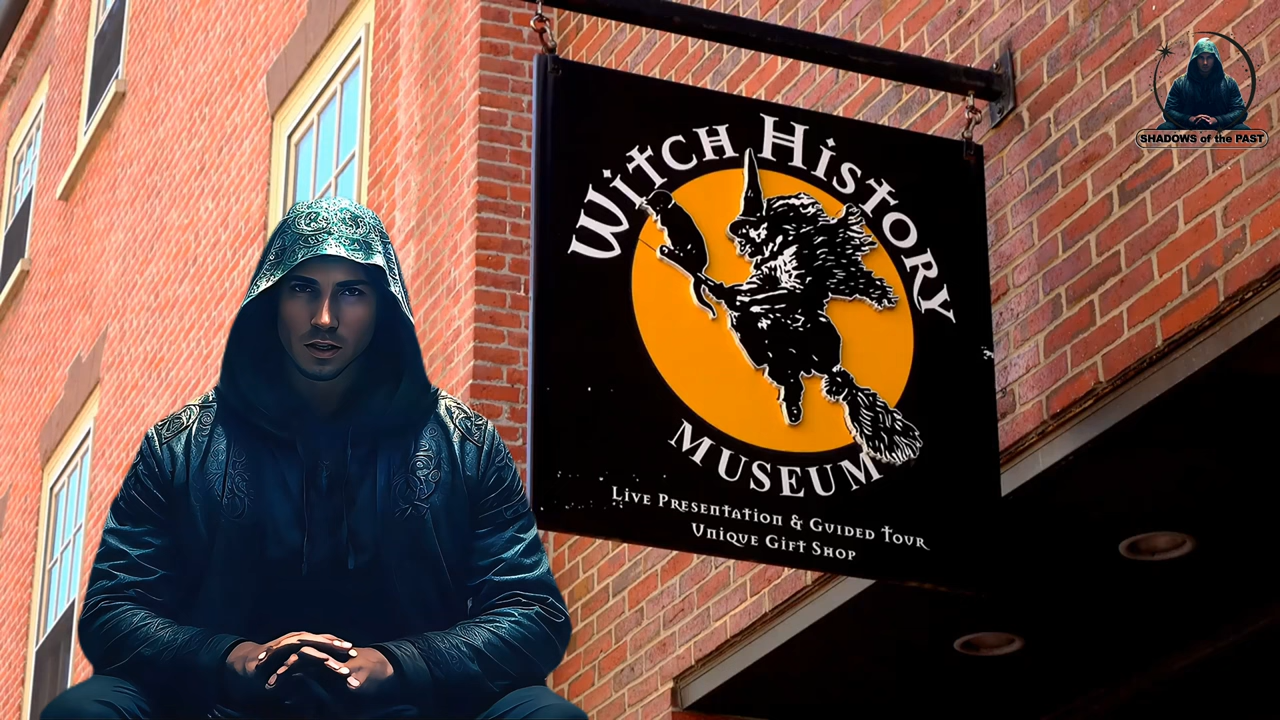 Witch History
Museum
Live Presentation & Guided Tour
Unique Gift Shop
SHADOWS of the PAST